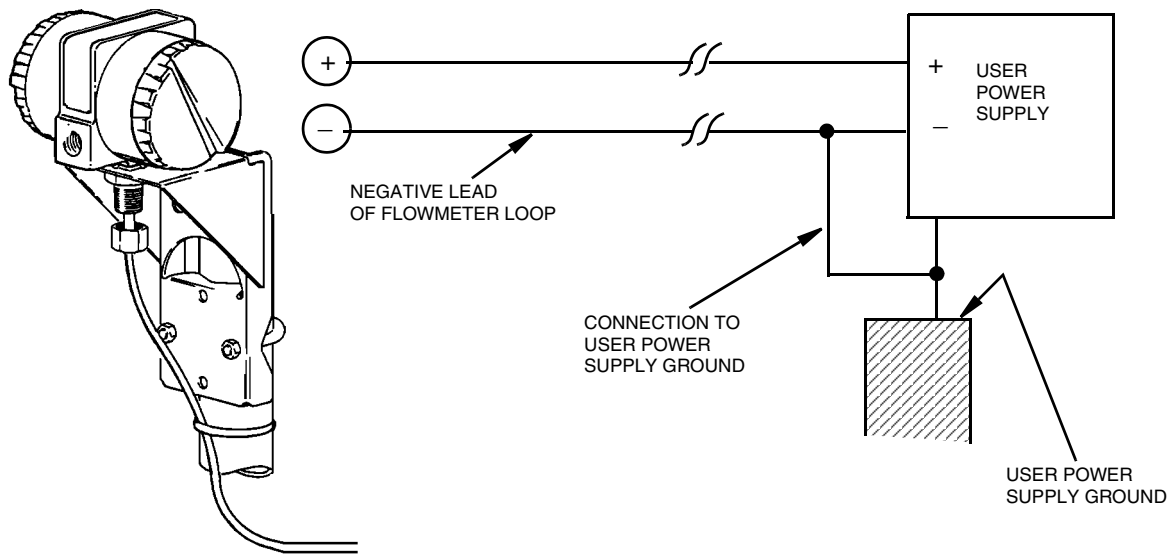 +
+
USER
POWER
SUPPLY
−
−
NEGATIVE LEAD
OF FLOWMETER LOOP
CONNECTION TO
USER POWER
SUPPLY GROUND
USER POWER
SUPPLY GROUND